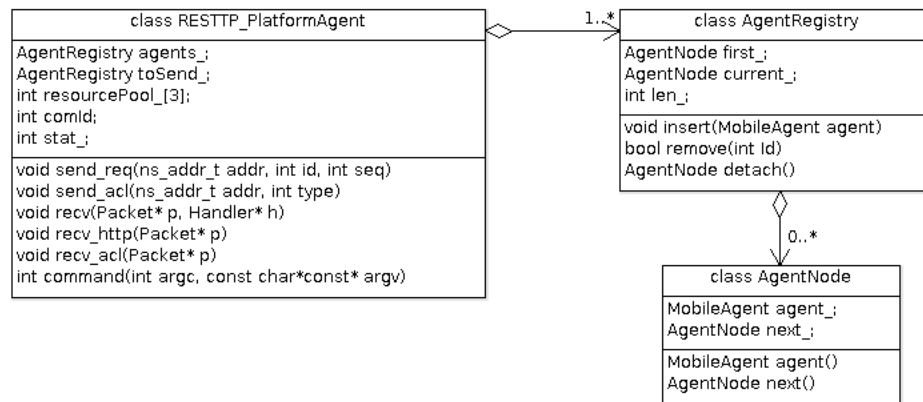 class RESTTP_PlatformAgent
AgentRegistry agents_;
AgentRegistry toSend_;
int resourcePool_[3];
int comId;
int stat_;
void send_req(ns_addr_t addr, int id, int seq)
void send_acl(ns_addr_t addr, int type)
void recv(Packet* p, Handler* h)
void recv_http(Packet* p)
void recv_acl(Packet* p)
int command(int argc, const char*const* argv)
1..*
class AgentRegistry
AgentNode first_;
AgentNode current_;
int len_;
void insert(MobileAgent agent)
bool remove(int Id)
AgentNode detach()
0..*
class AgentNode
MobileAgent agent_;
AgentNode next_;
MobileAgent agent()
AgentNode next()